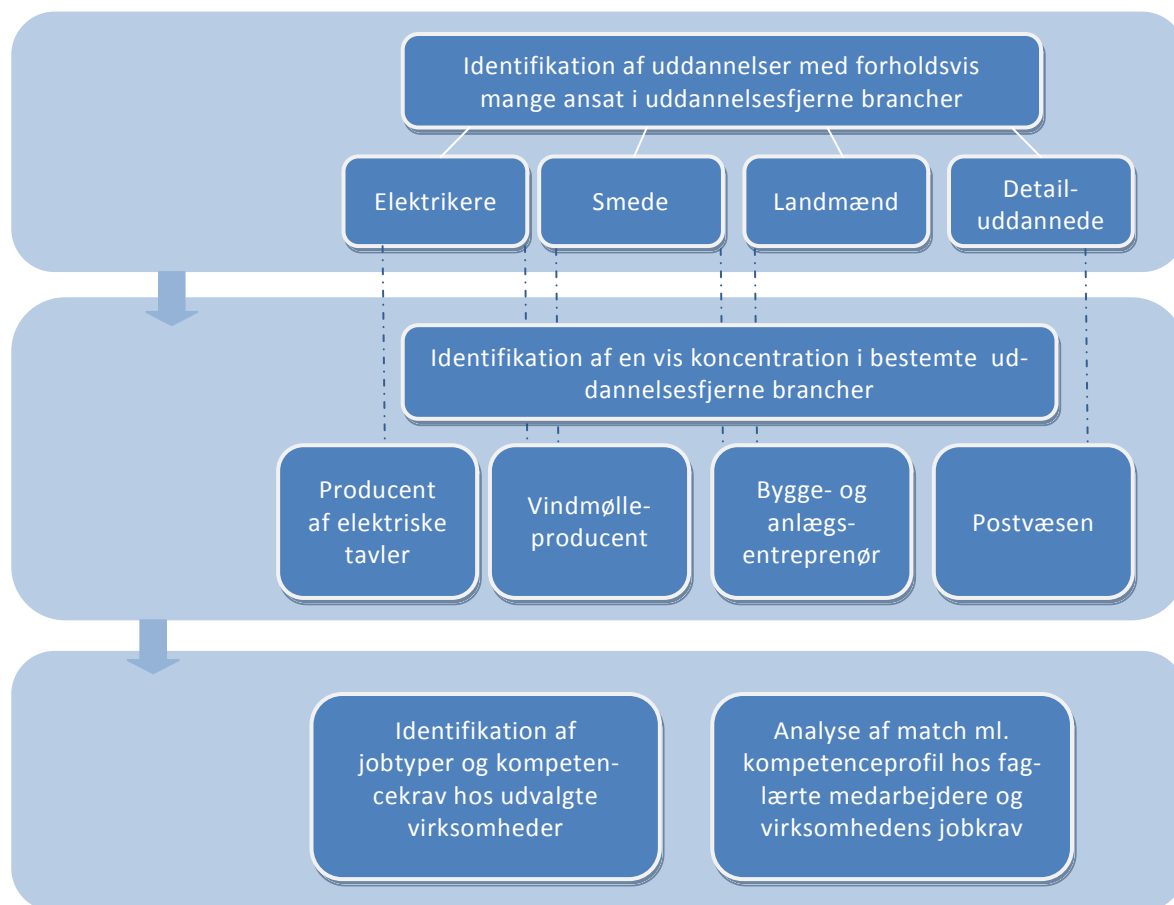 Identifikation af uddannelser med forholdsvis
mange ansat i uddannelsesfjerne brancher
Elektrikere
Smede
Landmænd
Detail-
uddannede
Identifikation af en vis koncentration i bestemte  ud-
dannelsesfjerne brancher
Producent
af elektriske
tavler
Vindmølle-
producent
Bygge- og
anlægs-
entreprenør
Postvæsen
Identifikation af
jobtyper og kompeten-
cekrav hos udvalgte
virksomheder
Analyse af match ml.
kompetenceprofil hos fag-
lærte medarbejdere og
virksomhedens jobkrav